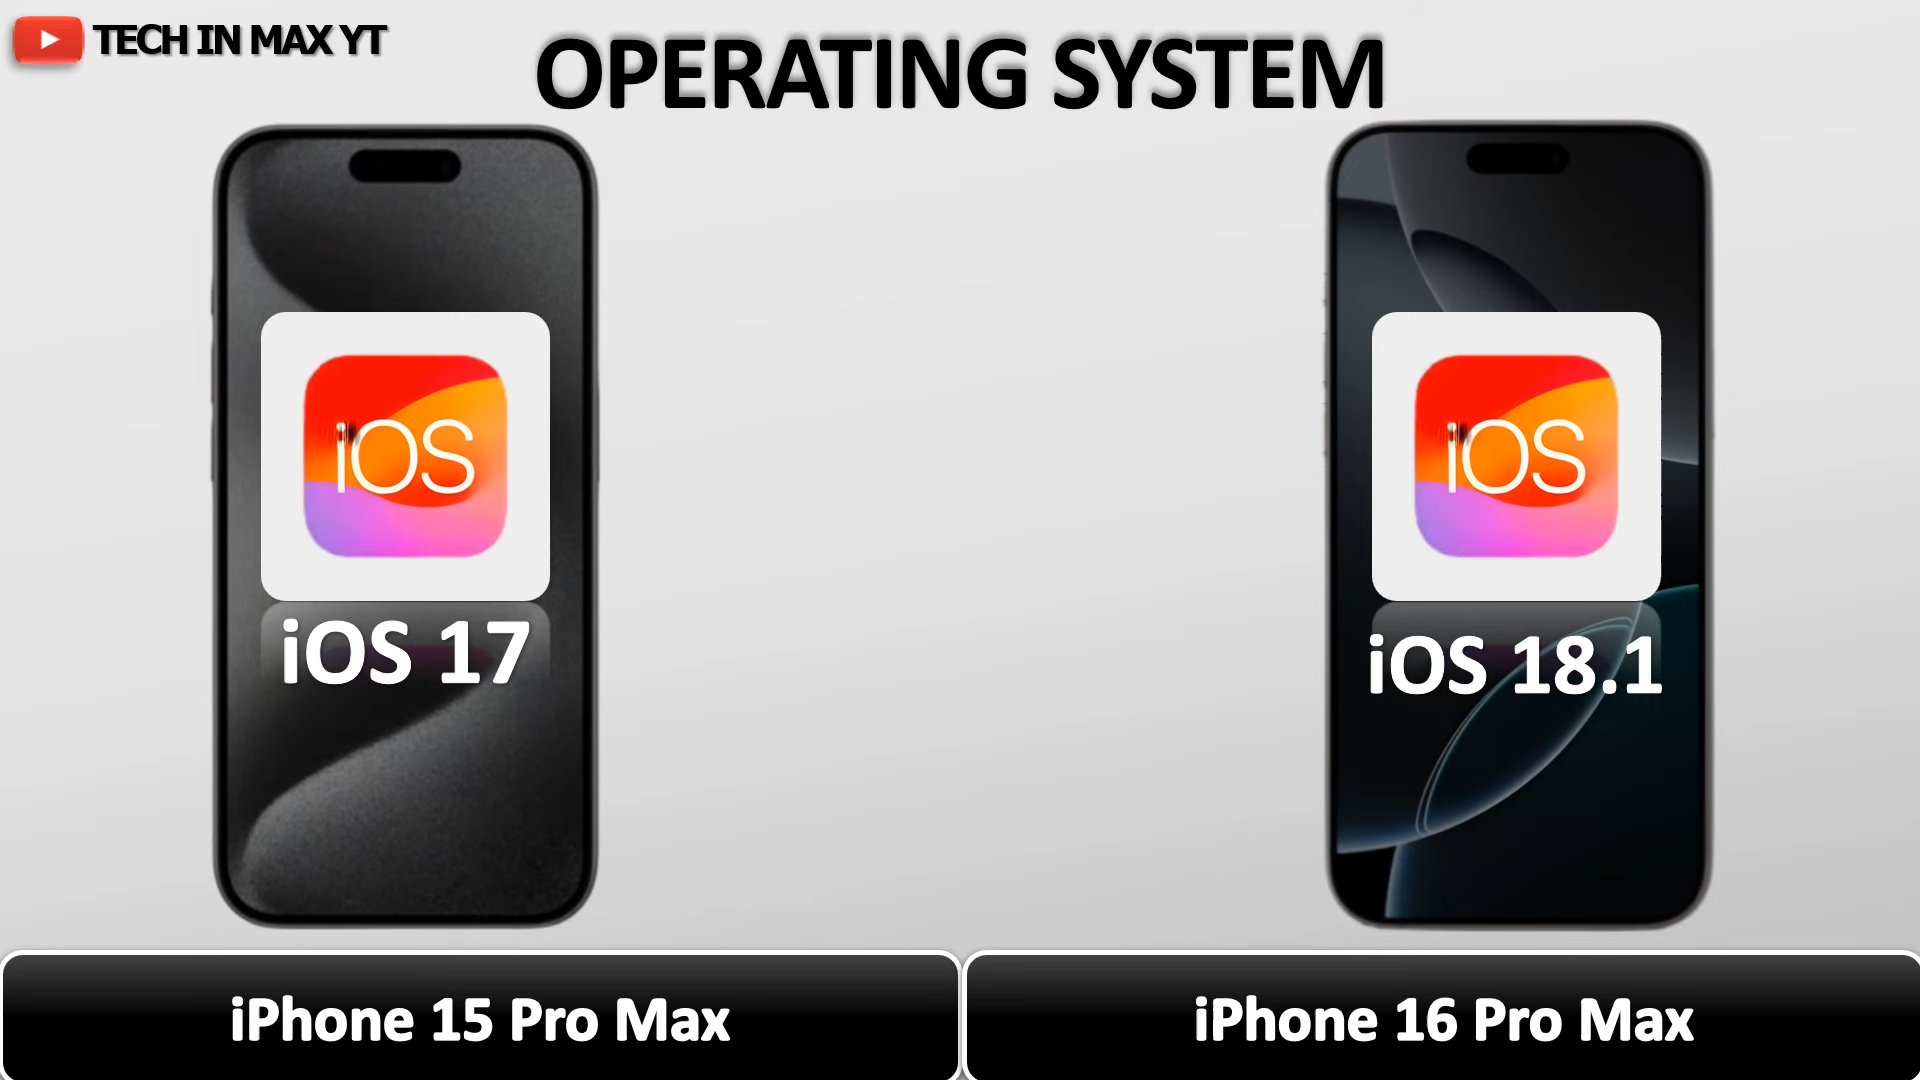 TECH IN MAX YT
OPERATING SYSTEM
iOS
iOS
iOS 17
iOS 18.1
iPhone 15 Pro Max
iPhone 16 Pro Max